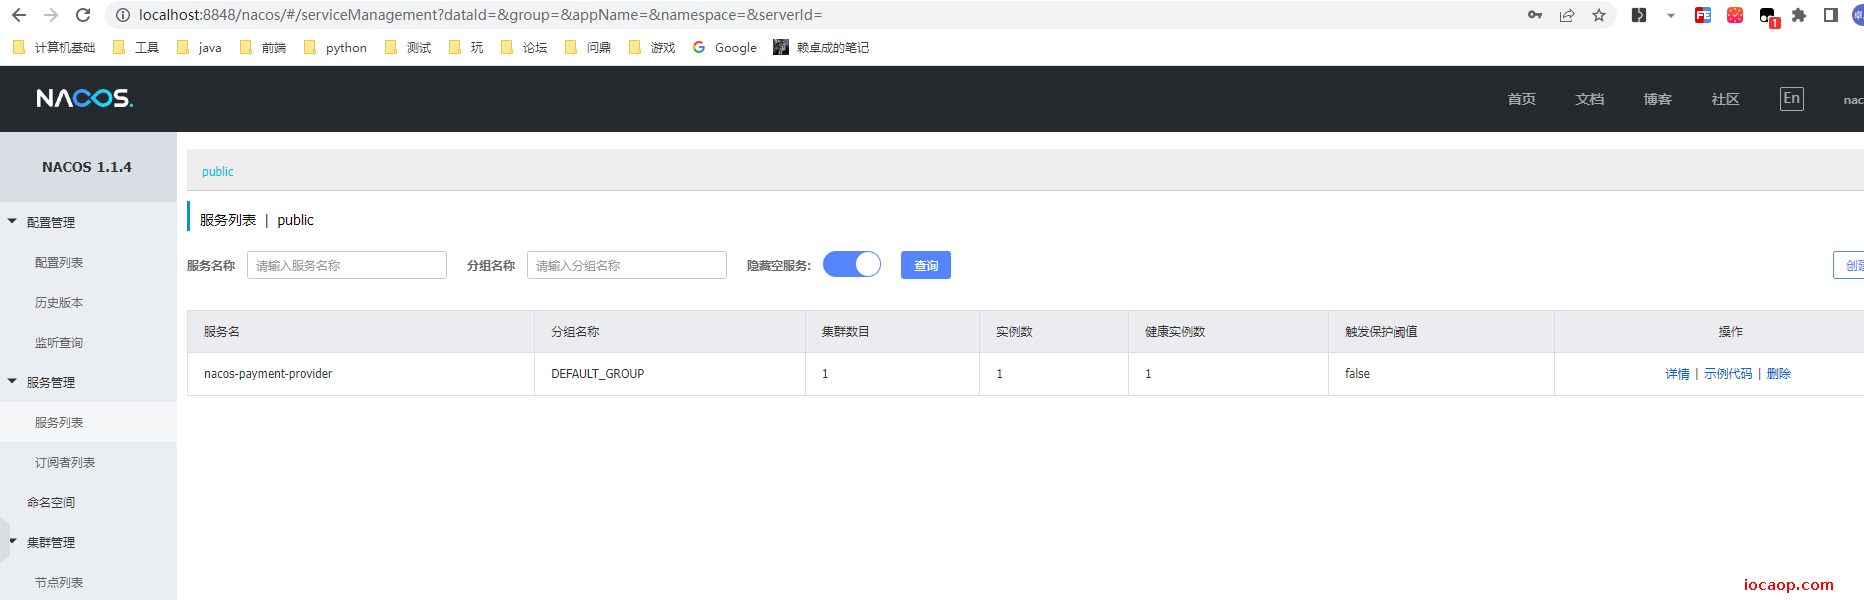 localhost:8848/nacos/#/serviceManagement?dataId=&group=&appName=&namespace=&serverId=
计算机基础 工具 java 前端 python 测试 玩 论坛 问鼎 游戏 Google 赖卓成的笔记
NACOS. 首页 文档 博客 社区 En nac
NACOS 1.1.4
配置管理
配置列表
历史版本
监听查询
服务管理
服务列表
订阅者列表
命名空间
集群管理
节点列表
public
服务列表 | public
服务名称 请输入服务名称 分组名称 请输入分组名称 隐藏空服务: 查询 创建
服务名 分组名称 集群数目 实例数 健康实例数 触发保护阈值 操作
nacos-payment-provider DEFAULT_GROUP 1 1 1 false 详情 | 示例代码 | 删除
iocaop.com